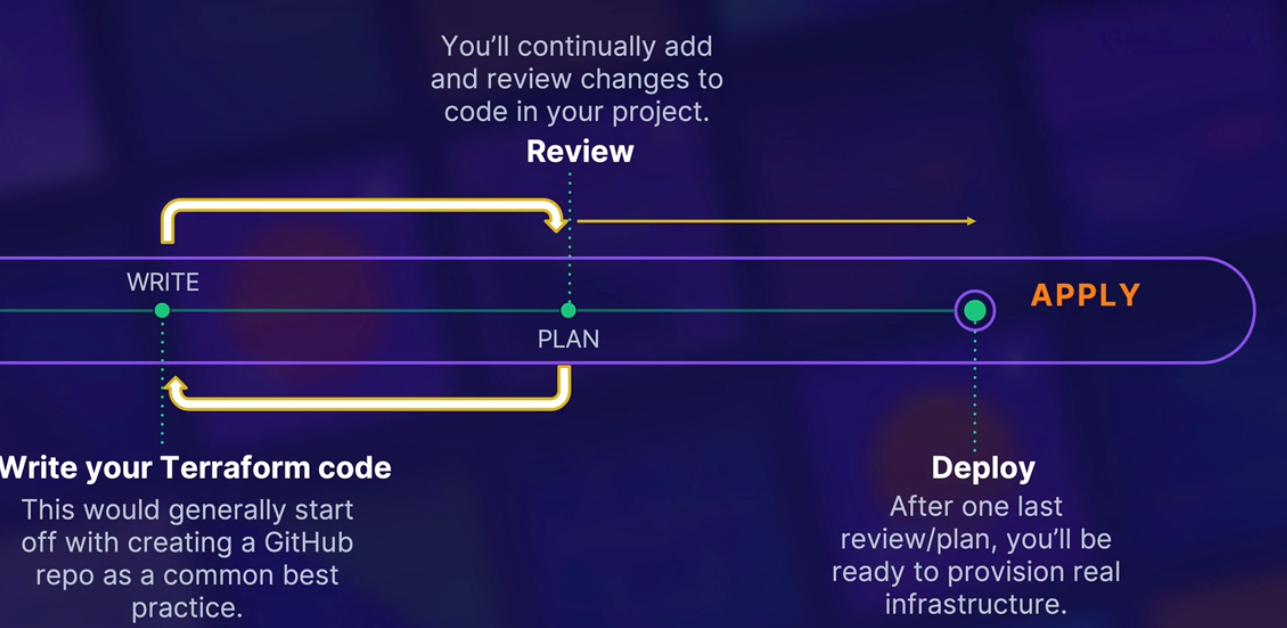 You'll continually add
and review changes to
code in your project.
Review
WRITE
PLAN
APPLY
Write your Terraform code
This would generally start
off with creating a GitHub
repo as a common best
practice.
Deploy
After one last
review/plan, you'll be
ready to provision real
infrastructure.